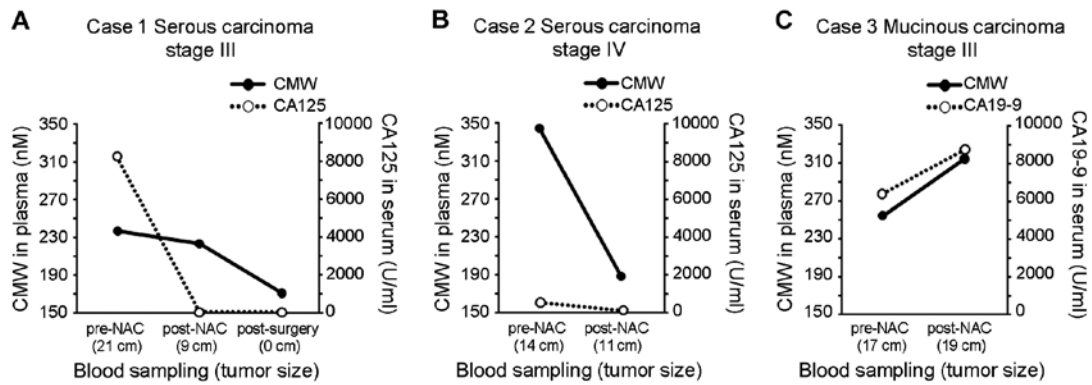 A
Case 1 Serous carcinoma
stage III
CMW
CA125
CMW in plasma (nM)
350
310
270
230
190
150
10000
8000
6000
4000
2000
0
CA125 in serum (U/ml)
pre-NAC
(21 cm)
post-NAC
(9 cm)
post-surgery
(0 cm)
Blood sampling (tumor size)
B
Case 2 Serous carcinoma
stage IV
CMW
CA125
CMW in plasma (nM)
350
310
270
230
190
150
10000
8000
6000
4000
2000
0
CA125 in serum (U/ml)
pre-NAC
(14 cm)
post-NAC
(11 cm)
Blood sampling (tumor size)
C
Case 3 Mucinous carcinoma
stage III
CMW
CA19-9
CMW in plasma (nM)
350
310
270
230
190
150
10000
8000
6000
4000
2000
0
CA19-9 in serum (U/ml)
pre-NAC
(17 cm)
post-NAC
(19 cm)
Blood sampling (tumor size)